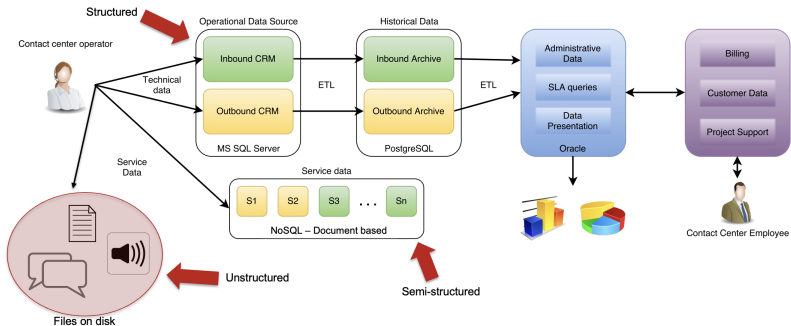 Structured
Operational Data Source
Historical Data
Contact center operator
Inbound CRM
Inbound Archive
Administrative
Data
Billing
Technical
data
ETL
ETL
SLA queries
Customer Data
Outbound CRM
Outbound Archive
Data
Presentation
Project Support
MS SQL Server
PostgreSQL
Oracle
Service
Data
Service data
S1
S2
S3
. . .
Sn
NoSQL – Document based
Contact Center Employee
Unstructured
Semi-structured
Files on disk